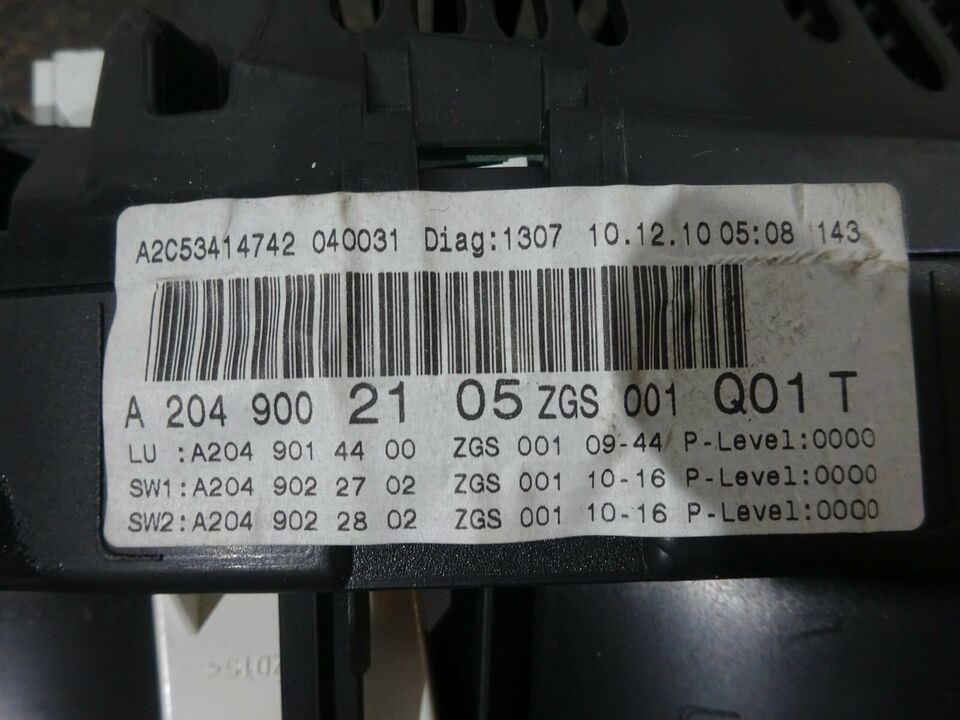 A2C53414742 040031 Diag:1307 10.12.10 05:08 143
A 204 900 21 05 ZGS 001 Q01 T
LU :A204 901 44 00 ZGS 001 09-44 P-Level:0000
SW1:A204 902 27 02 ZGS 001 10-16 P-Level:0000
SW2:A204 902 28 02 ZGS 001 10-16 P-Level:0000